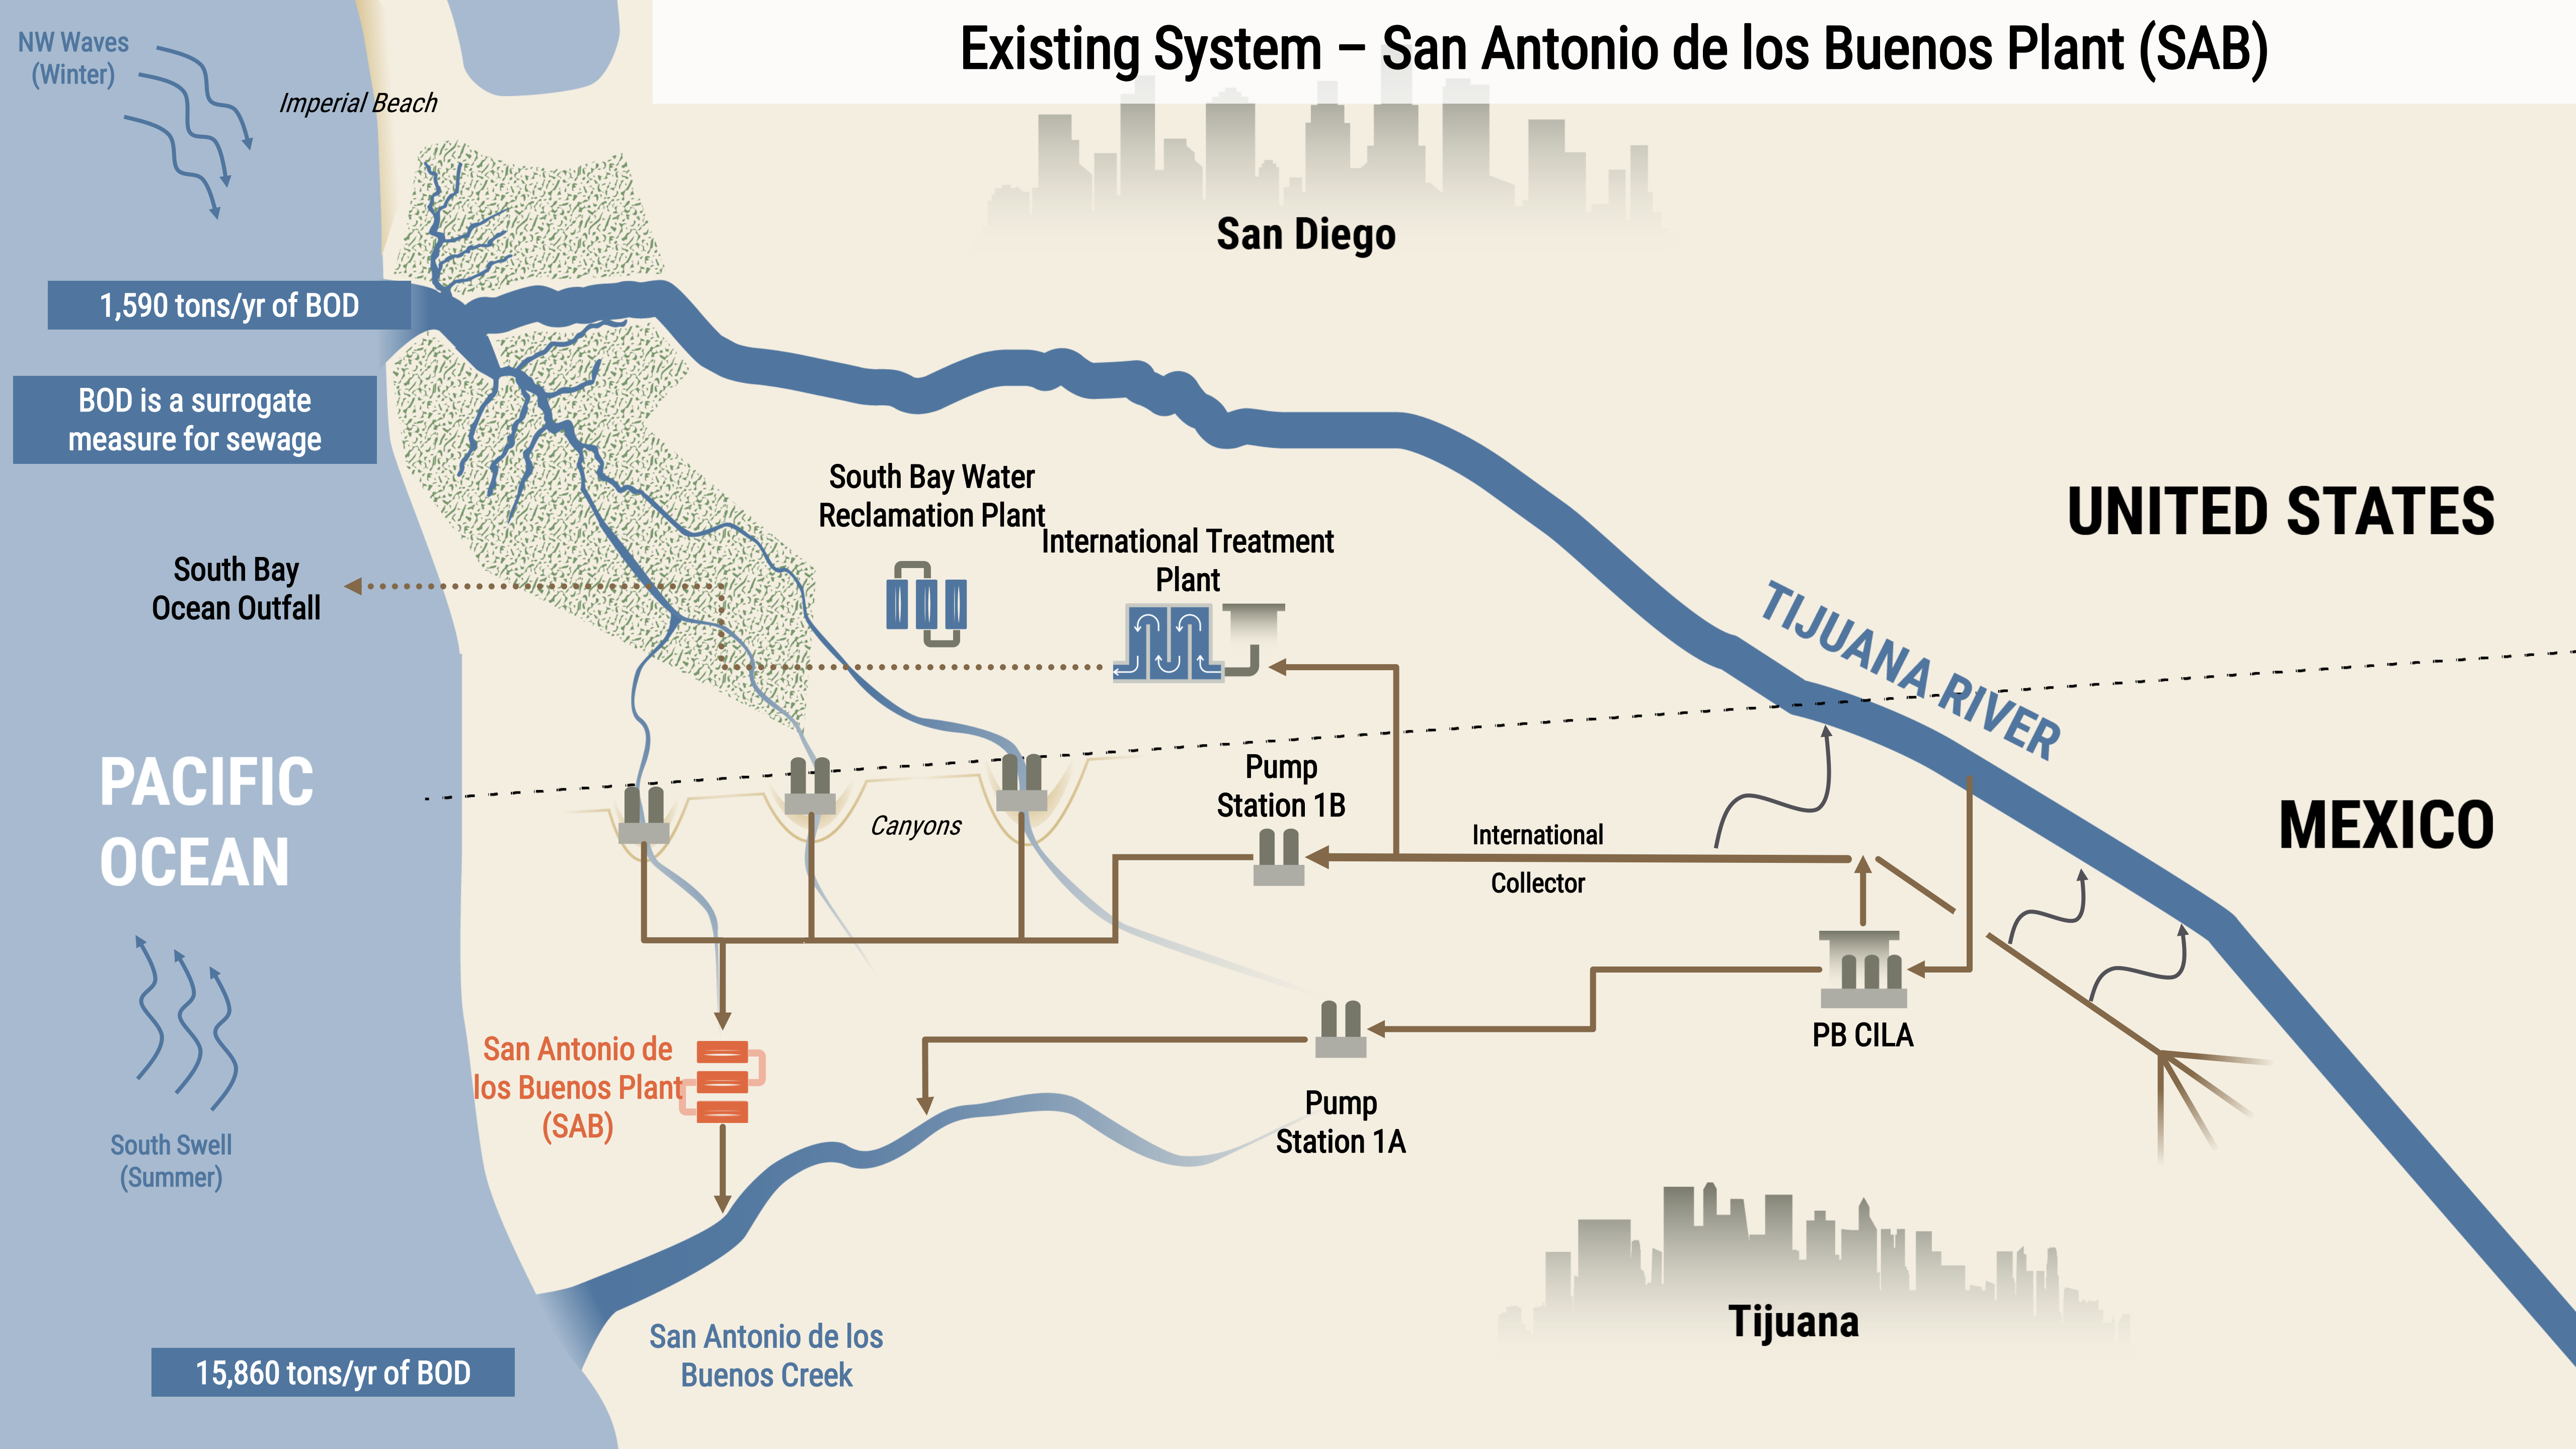 Existing System – San Antonio de los Buenos Plant (SAB)
NW Waves
(Winter)
Imperial Beach
San Diego
1,590 tons/yr of BOD
BOD is a surrogate
measure for sewage
South Bay Water
Reclamation Plant
International Treatment
Plant
UNITED STATES
South Bay
Ocean Outfall
TIJUANA RIVER
PACIFIC
OCEAN
Pump
Station 1B
Canyons
International
Collector
MEXICO
San Antonio de
los Buenos Plant
(SAB)
PB CILA
Pump
Station 1A
South Swell
(Summer)
Tijuana
San Antonio de los
Buenos Creek
15,860 tons/yr of BOD